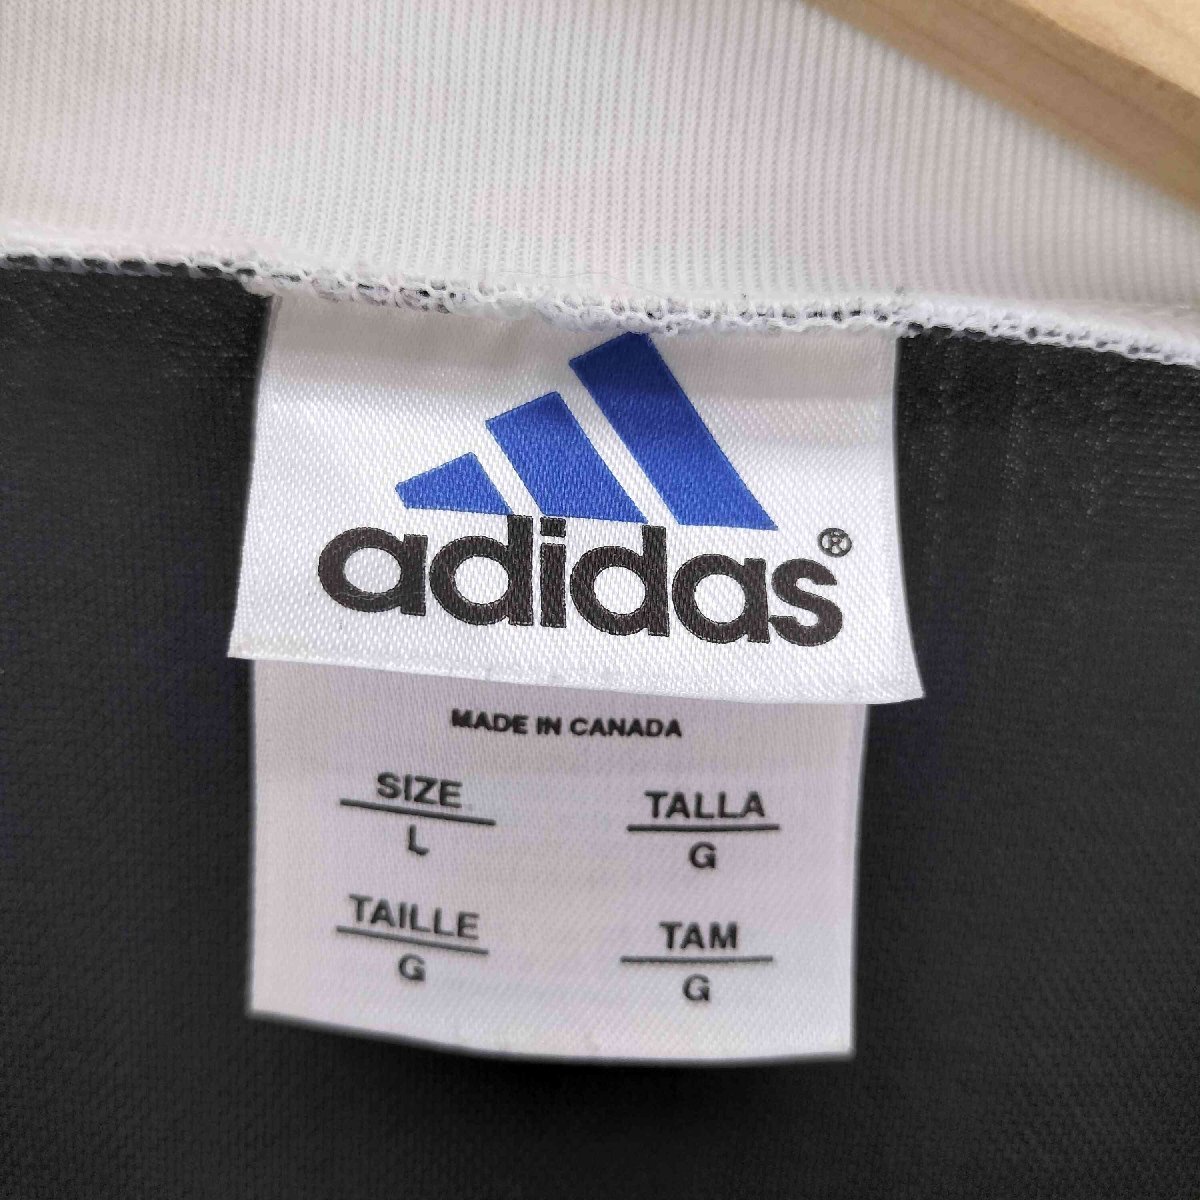 adidas®
MADE IN CANADA
SIZE
L
TALLA
G
TAILLE
G
TAM
G